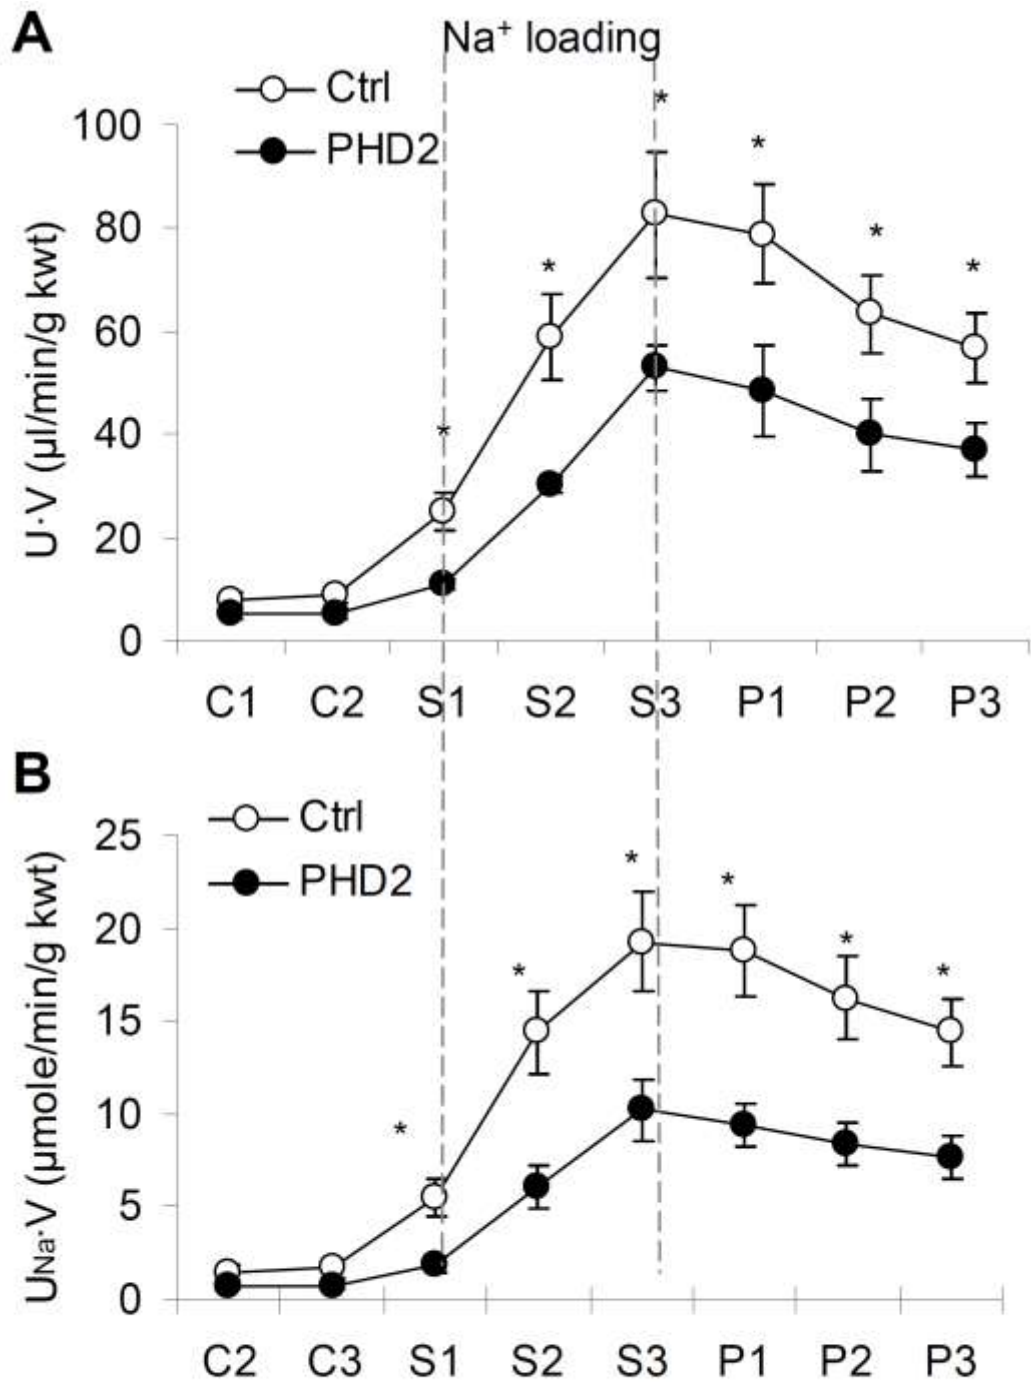 A
Na⁺ loading
Ctrl
PHD2
100
80
60
40
20
0
U·V (µl/min/g kwt)
* * * * * *
C1 C2 S1 S2 S3 P1 P2 P3
B
Ctrl
PHD2
25
20
15
10
5
0
UNa·V (µmole/min/g kwt)
* * * * * *
C2 C3 S1 S2 S3 P1 P2 P3